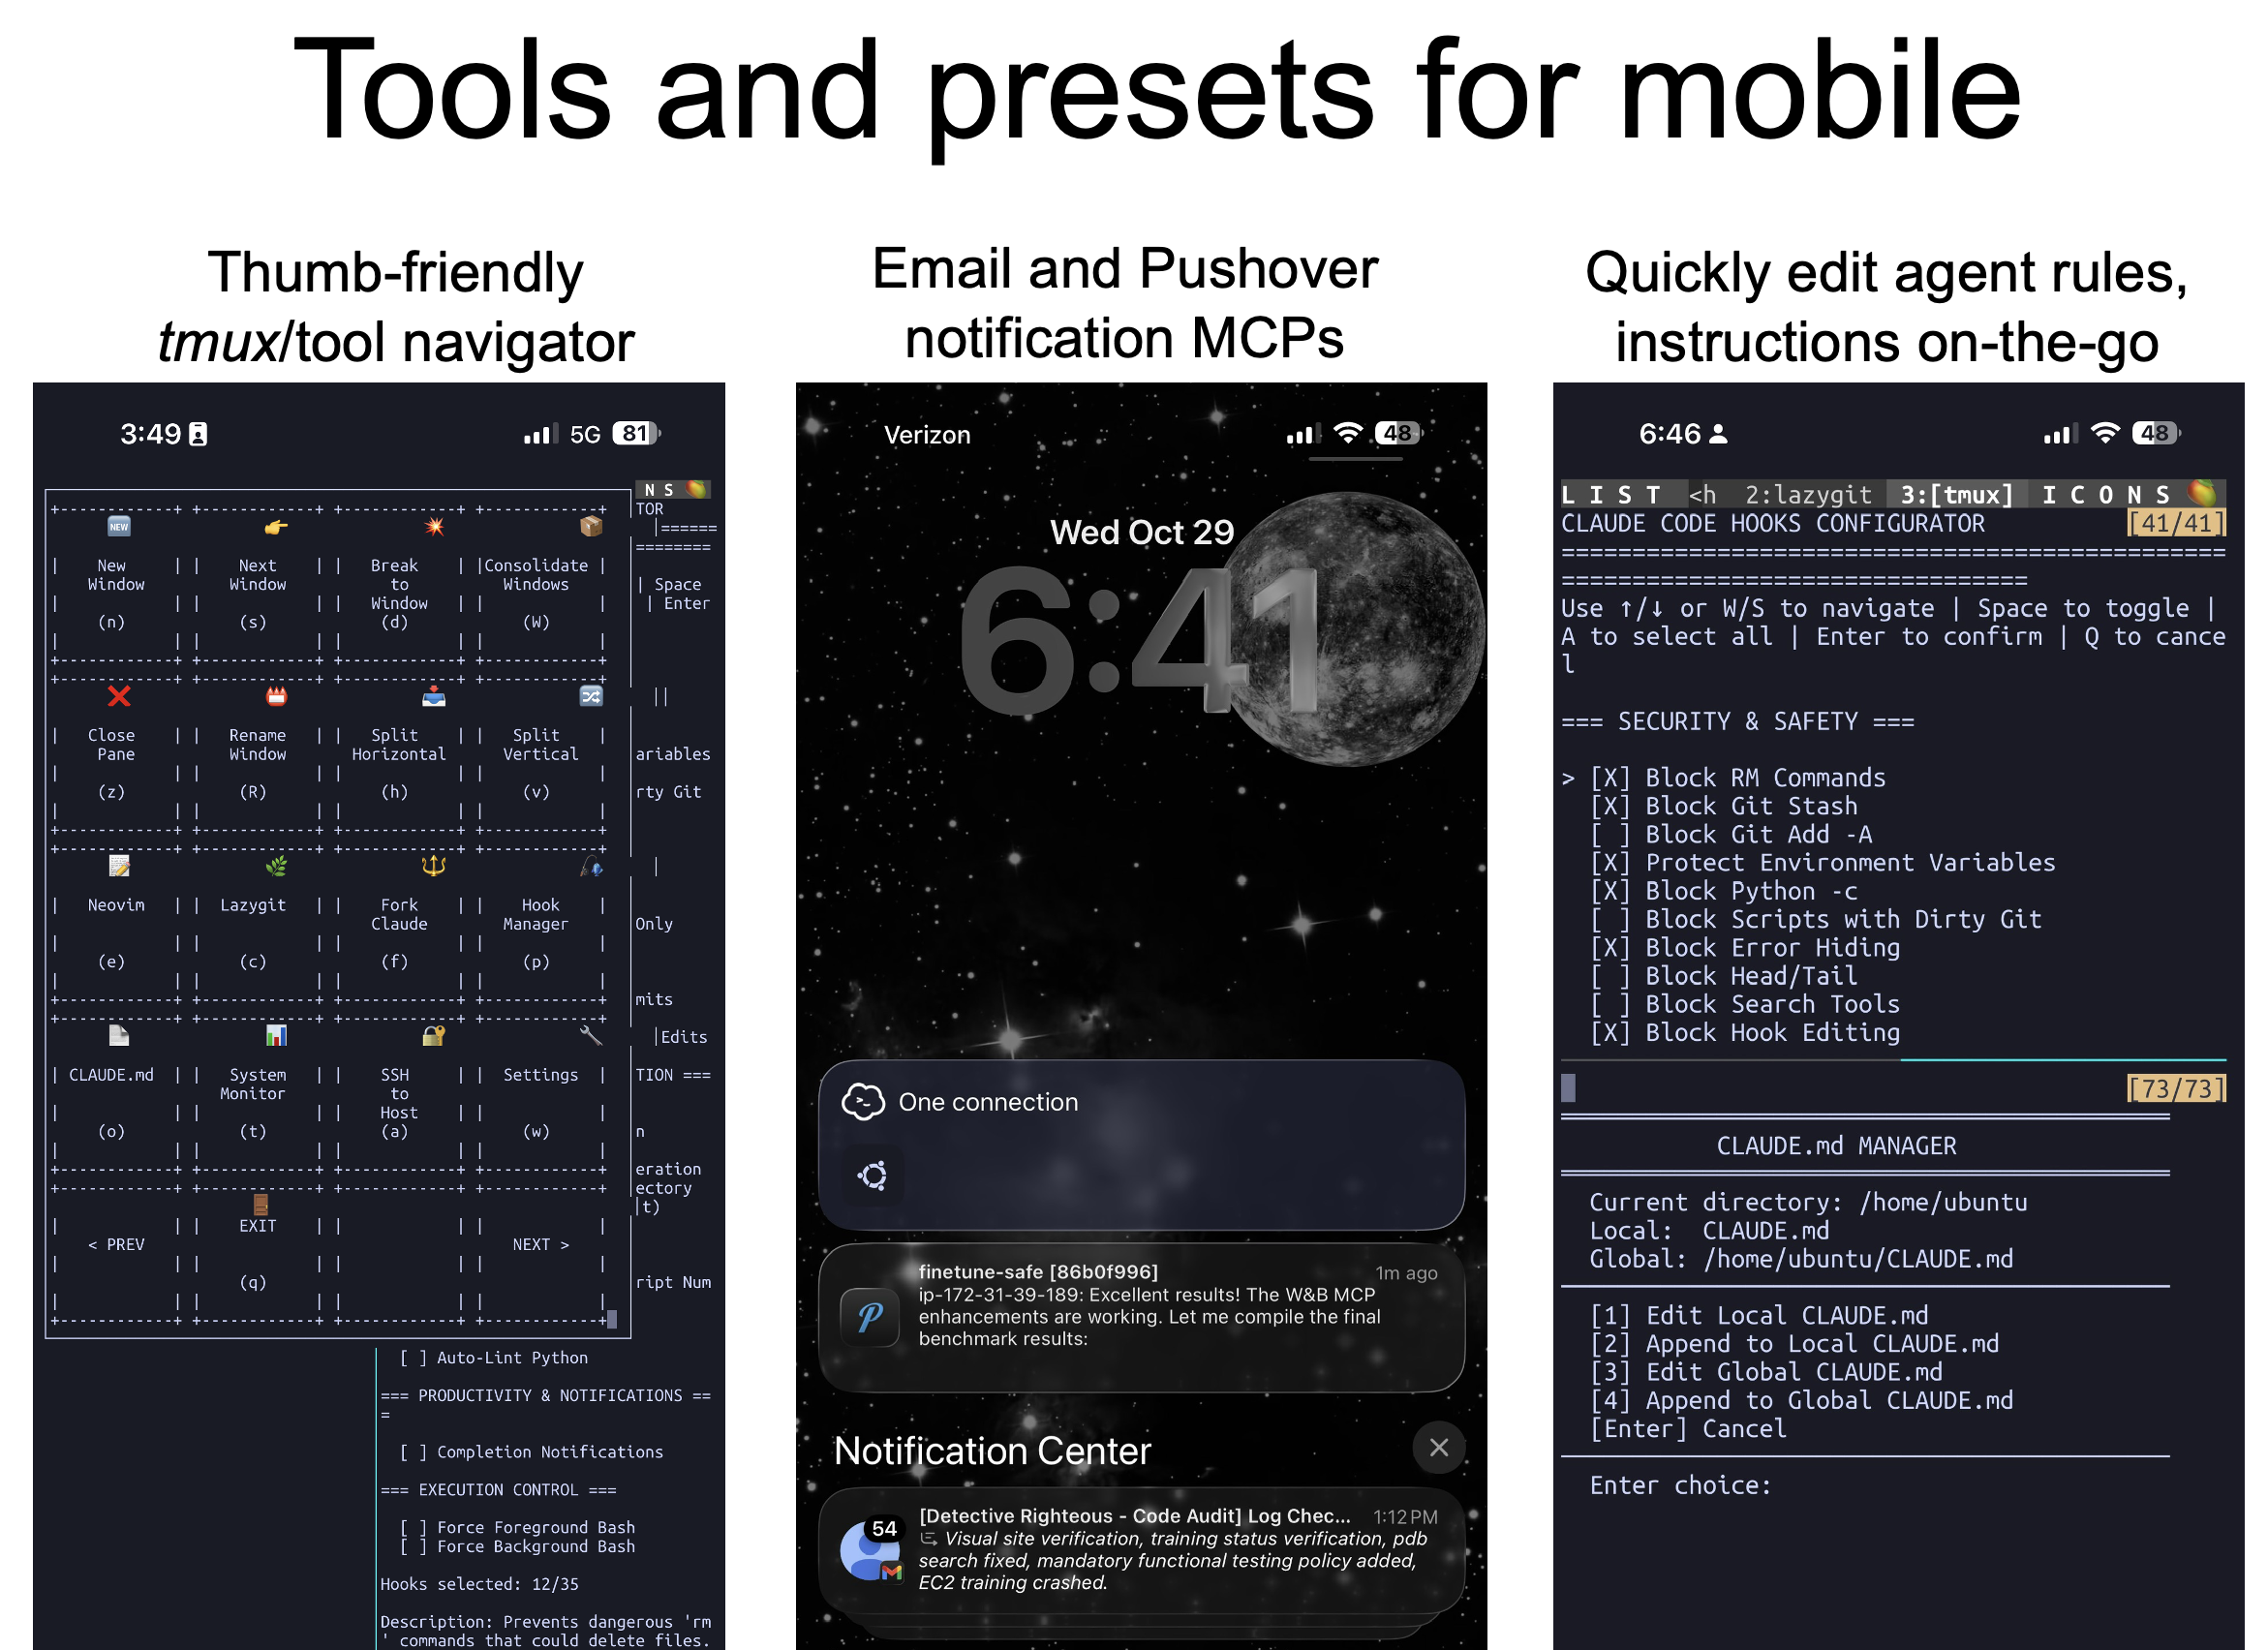 Tools and presets for mobile
Thumb-friendly
tmux/tool navigator
3:49
5G 81
N S
TOR
NEW
New
Window
(n)
Next
Window
(s)
Break
to
Window
(d)
Consolidate
Windows
(W)
| Space
| Enter
Close
Pane
(z)
Rename
Window
(R)
Split
Horizontal
(h)
Split
Vertical
(v)
ariables
rty Git
Neovim
(e)
Lazygit
(c)
Fork
Claude
(f)
Hook
Manager
(p)
Only
mits
|Edits
CLAUDE.md
(o)
System
Monitor
(t)
SSH
to
Host
(a)
Settings
(w)
TION ===
n
eration
ectory
t)
< PREV
EXIT
(q)
NEXT >
ript Num
[ ] Auto-Lint Python
=== PRODUCTIVITY & NOTIFICATIONS ==
=
[ ] Completion Notifications
=== EXECUTION CONTROL ===
[ ] Force Foreground Bash
[ ] Force Background Bash
Hooks selected: 12/35
Description: Prevents dangerous 'rm
' commands that could delete files.
Email and Pushover
notification MCPs
Verizon
48
Wed Oct 29
6:41
One connection
finetune-safe [86b0f996]
1m ago
ip-172-31-39-189: Excellent results! The W&B MCP
enhancements are working. Let me compile the final
benchmark results:
Notification Center
54
[Detective Righteous - Code Audit] Log Chec...
1:12 PM
Visual site verification, training status verification, pdb
search fixed, mandatory functional testing policy added,
EC2 training crashed.
Quickly edit agent rules,
instructions on-the-go
6:46
48
L I S T <h 2:lazygit 3:[tmux] I C O N S
CLAUDE CODE HOOKS CONFIGURATOR [41/41]
===============================================
=================================
Use ↑/↓ or W/S to navigate | Space to toggle |
A to select all | Enter to confirm | Q to cance
l
=== SECURITY & SAFETY ===
> [X] Block RM Commands
[X] Block Git Stash
[ ] Block Git Add -A
[X] Protect Environment Variables
[X] Block Python -c
[ ] Block Scripts with Dirty Git
[X] Block Error Hiding
[ ] Block Head/Tail
[ ] Block Search Tools
[X] Block Hook Editing
[73/73]
CLAUDE.md MANAGER
Current directory: /home/ubuntu
Local: CLAUDE.md
Global: /home/ubuntu/CLAUDE.md
[1] Edit Local CLAUDE.md
[2] Append to Local CLAUDE.md
[3] Edit Global CLAUDE.md
[4] Append to Global CLAUDE.md
[Enter] Cancel
Enter choice: